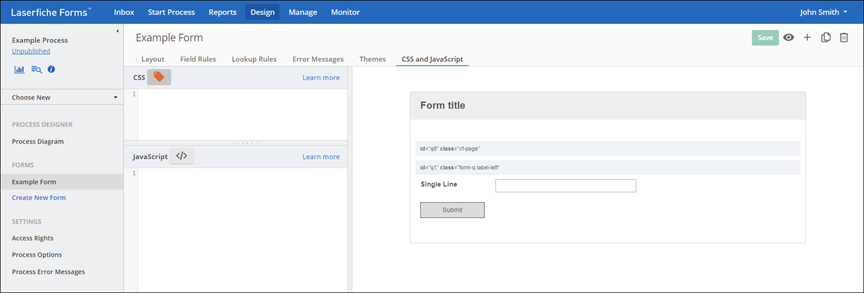 Laserfiche Forms™ Inbox Start Process Reports Design Manage Monitor John Smith
Example Process
Unpublished
Choose New
PROCESS DESIGNER
Process Diagram
FORMS
Example Form
Create New Form
SETTINGS
Access Rights
Process Options
Process Error Messages
Example Form Save
Layout Field Rules Lookup Rules Error Messages Themes CSS and JavaScript
CSS Learn more
1
JavaScript </> Learn more
1
Form title
id="q0" class="cf-page"
id="q1" class="form-q label-left"
Single Line
Submit